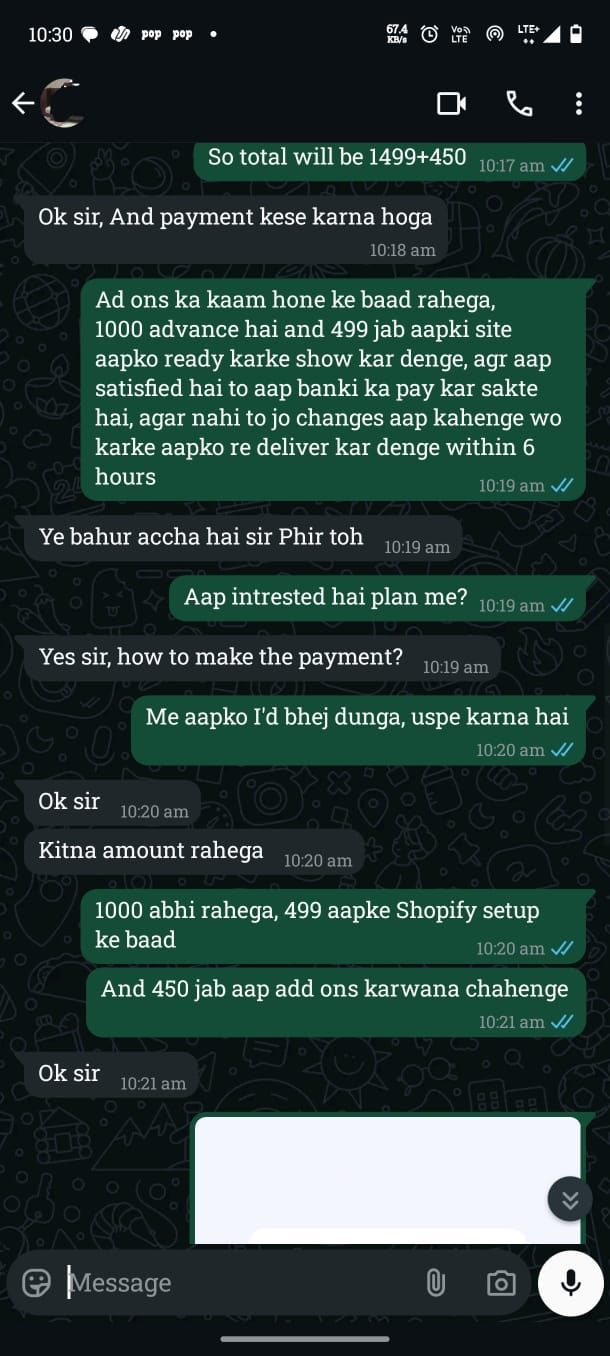 10:30 pop pop 67.4 KB/s Vo) LTE LTE+
So total will be 1499+450 10:17 am
Ok sir, And payment kese karna hoga
10:18 am
Ad ons ka kaam hone ke baad rahega,
1000 advance hai and 499 jab aapki site
aapko ready karke show kar denge, agr aap
satisfied hai to aap banki ka pay kar sakte
hai, agar nahi to jo changes aap kahenge wo
karke aapko re deliver kar denge within 6
hours 10:19 am
Ye bahur accha hai sir Phir toh 10:19 am
Aap intrested hai plan me? 10:19 am
Yes sir, how to make the payment? 10:19 am
Me aapko I'd bhej dunga, uspe karna hai
10:20 am
Ok sir 10:20 am
Kitna amount rahega 10:20 am
1000 abhi rahega, 499 aapke Shopify setup
ke baad 10:20 am
And 450 jab aap add ons karwana chahenge
10:21 am
Ok sir 10:21 am
Message